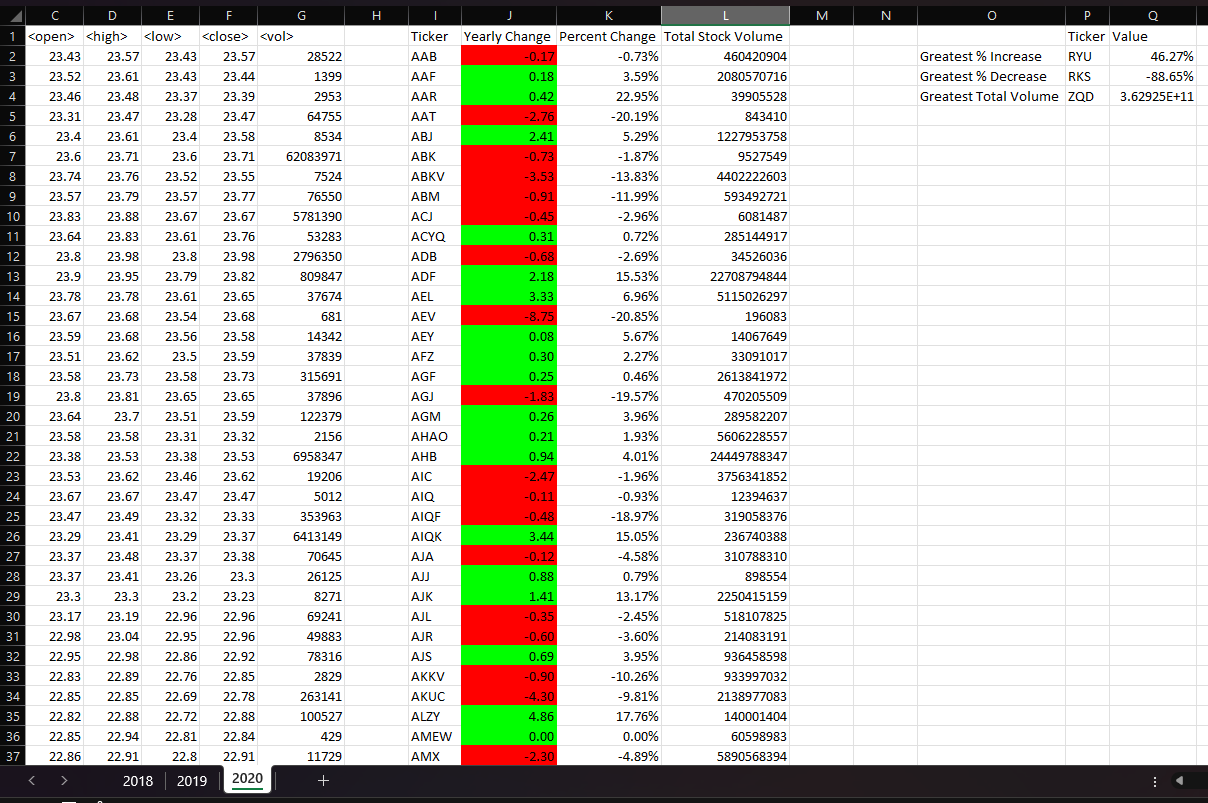 C D E F G H I J K L M N O P Q
1 <open> <high> <low> <close> <vol> Ticker Yearly Change Percent Change Total Stock Volume Ticker Value
2 23.43 23.57 23.43 23.57 28522 AAB -0.17 -0.73% 460420904 Greatest % Increase RYU 46.27%
3 23.52 23.61 23.43 23.44 1399 AAF 0.18 3.59% 2080570716 Greatest % Decrease RKS -88.65%
4 23.46 23.48 23.37 23.39 2953 AAR 0.42 22.95% 39905528 Greatest Total Volume ZQD 3.62925E+11
5 23.31 23.47 23.28 23.47 64755 AAT -2.76 -20.19% 843410
6 23.4 23.61 23.4 23.58 8534 ABJ 2.41 5.29% 1227953758
7 23.6 23.71 23.6 23.71 62083971 ABK -0.73 -1.87% 9527549
8 23.74 23.76 23.52 23.55 7524 ABKV -3.53 -13.83% 4402222603
9 23.57 23.79 23.57 23.77 76550 ABM -0.91 -11.99% 593492721
10 23.83 23.88 23.67 23.67 5781390 ACJ -0.45 -2.96% 6081487
11 23.64 23.83 23.61 23.76 53283 ACYQ 0.31 0.72% 285144917
12 23.8 23.98 23.8 23.98 2796350 ADB -0.68 -2.69% 34526036
13 23.9 23.95 23.79 23.82 809847 ADF 2.18 15.53% 22708794844
14 23.78 23.78 23.61 23.65 37674 AEL 3.33 6.96% 5115026297
15 23.67 23.68 23.54 23.68 681 AEV -8.75 -20.85% 196083
16 23.59 23.68 23.56 23.58 14342 AEY 0.08 5.67% 14067649
17 23.51 23.62 23.5 23.59 37839 AFZ 0.30 2.27% 33091017
18 23.58 23.73 23.58 23.73 315691 AGF 0.25 0.46% 2613841972
19 23.8 23.81 23.65 23.65 37896 AGJ -1.83 -19.57% 470205509
20 23.64 23.7 23.51 23.59 122379 AGM 0.26 3.96% 289582207
21 23.58 23.58 23.31 23.32 2156 AHAO 0.21 1.93% 5606228557
22 23.38 23.53 23.38 23.53 6958347 AHB 0.94 4.01% 24449788347
23 23.53 23.62 23.46 23.62 19206 AIC -2.47 -1.96% 3756341852
24 23.67 23.67 23.47 23.47 5012 AIQ -0.11 -0.93% 12394637
25 23.47 23.49 23.32 23.33 353963 AIQF -0.48 -18.97% 319058376
26 23.29 23.41 23.29 23.37 6413149 AIQK 3.44 15.05% 236740388
27 23.37 23.48 23.37 23.38 70645 AJA -0.12 -4.58% 310788310
28 23.37 23.41 23.26 23.3 26125 AJJ 0.88 0.79% 898554
29 23.3 23.3 23.2 23.23 8271 AJK 1.41 13.17% 2250415159
30 23.17 23.19 22.96 22.96 69241 AJL -0.35 -2.45% 518107825
31 22.98 23.04 22.95 22.96 49883 AJR -0.60 -3.60% 214083191
32 22.95 22.98 22.86 22.92 78316 AJS 0.69 3.95% 936458598
33 22.83 22.89 22.76 22.85 2829 AKKV -0.90 -10.26% 933997032
34 22.85 22.85 22.69 22.78 263141 AKUC -4.30 -9.81% 2138977083
35 22.82 22.88 22.72 22.88 100527 ALZY 4.86 17.76% 140001404
36 22.85 22.94 22.81 22.84 429 AMEW 0.00 0.00% 60598983
37 22.86 22.91 22.8 22.91 11729 AMX -2.30 -4.89% 5890568394
2018 2019 2020 +